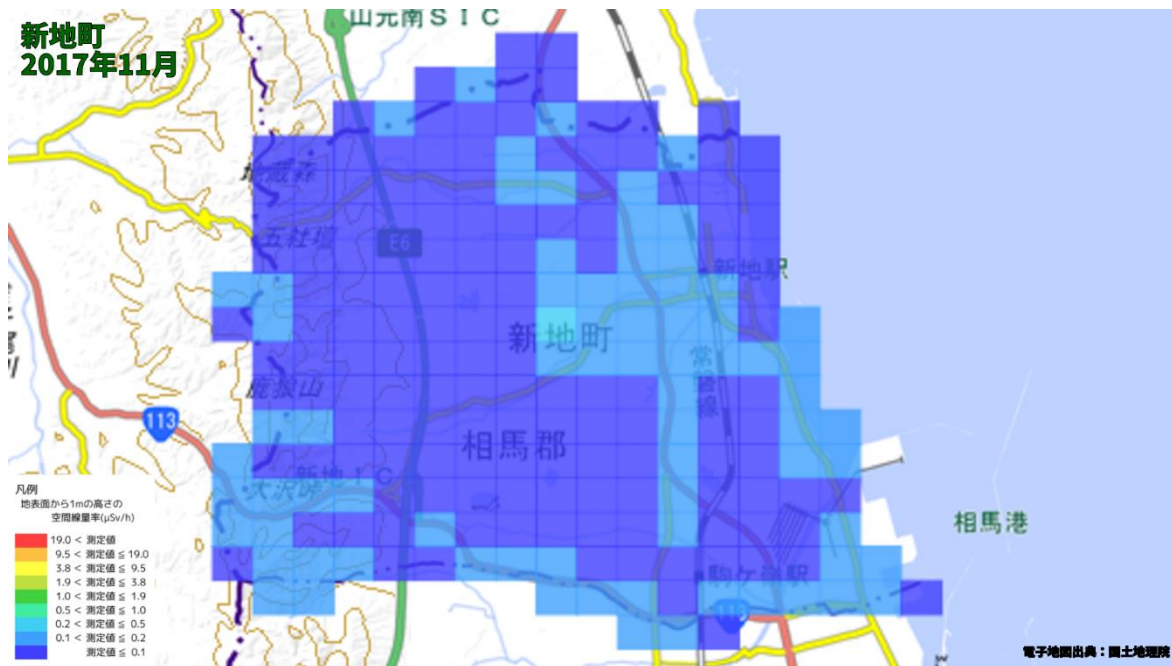 新地町
2017年11月
山元南ＳＩＣ
地蔵森
五社壇
E6
新地駅
新地町
常磐線
鹿狼山
113
相馬郡
新地ＩＣ
大沢峠
凡例
地表面から1mの高さの
空間線量率(μSv/h)
19.0 < 測定値
9.5 < 測定値 ≦ 19.0
3.8 < 測定値 ≦ 9.5
1.9 < 測定値 ≦ 3.8
1.0 < 測定値 ≦ 1.9
0.5 < 測定値 ≦ 1.0
0.2 < 測定値 ≦ 0.5
0.1 < 測定値 ≦ 0.2
測定値 ≦ 0.1
相馬港
駒ケ嶺駅
電子地図出典：国土地理院